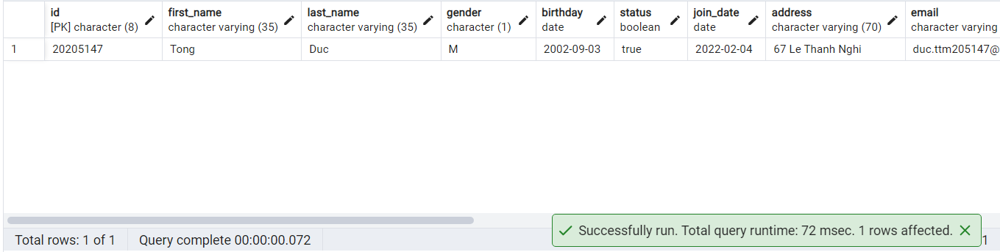 id first_name last_name gender birthday status join_date address email
[PK] character (8) character varying (35) character varying (35) character (1) date boolean date character varying (70) character varying
1 20205147 Tong Duc M 2002-09-03 true 2022-02-04 67 Le Thanh Nghi duc.ttm205147@
Successfully run. Total query runtime: 72 msec. 1 rows affected.
Total rows: 1 of 1 Query complete 00:00:00.072 1